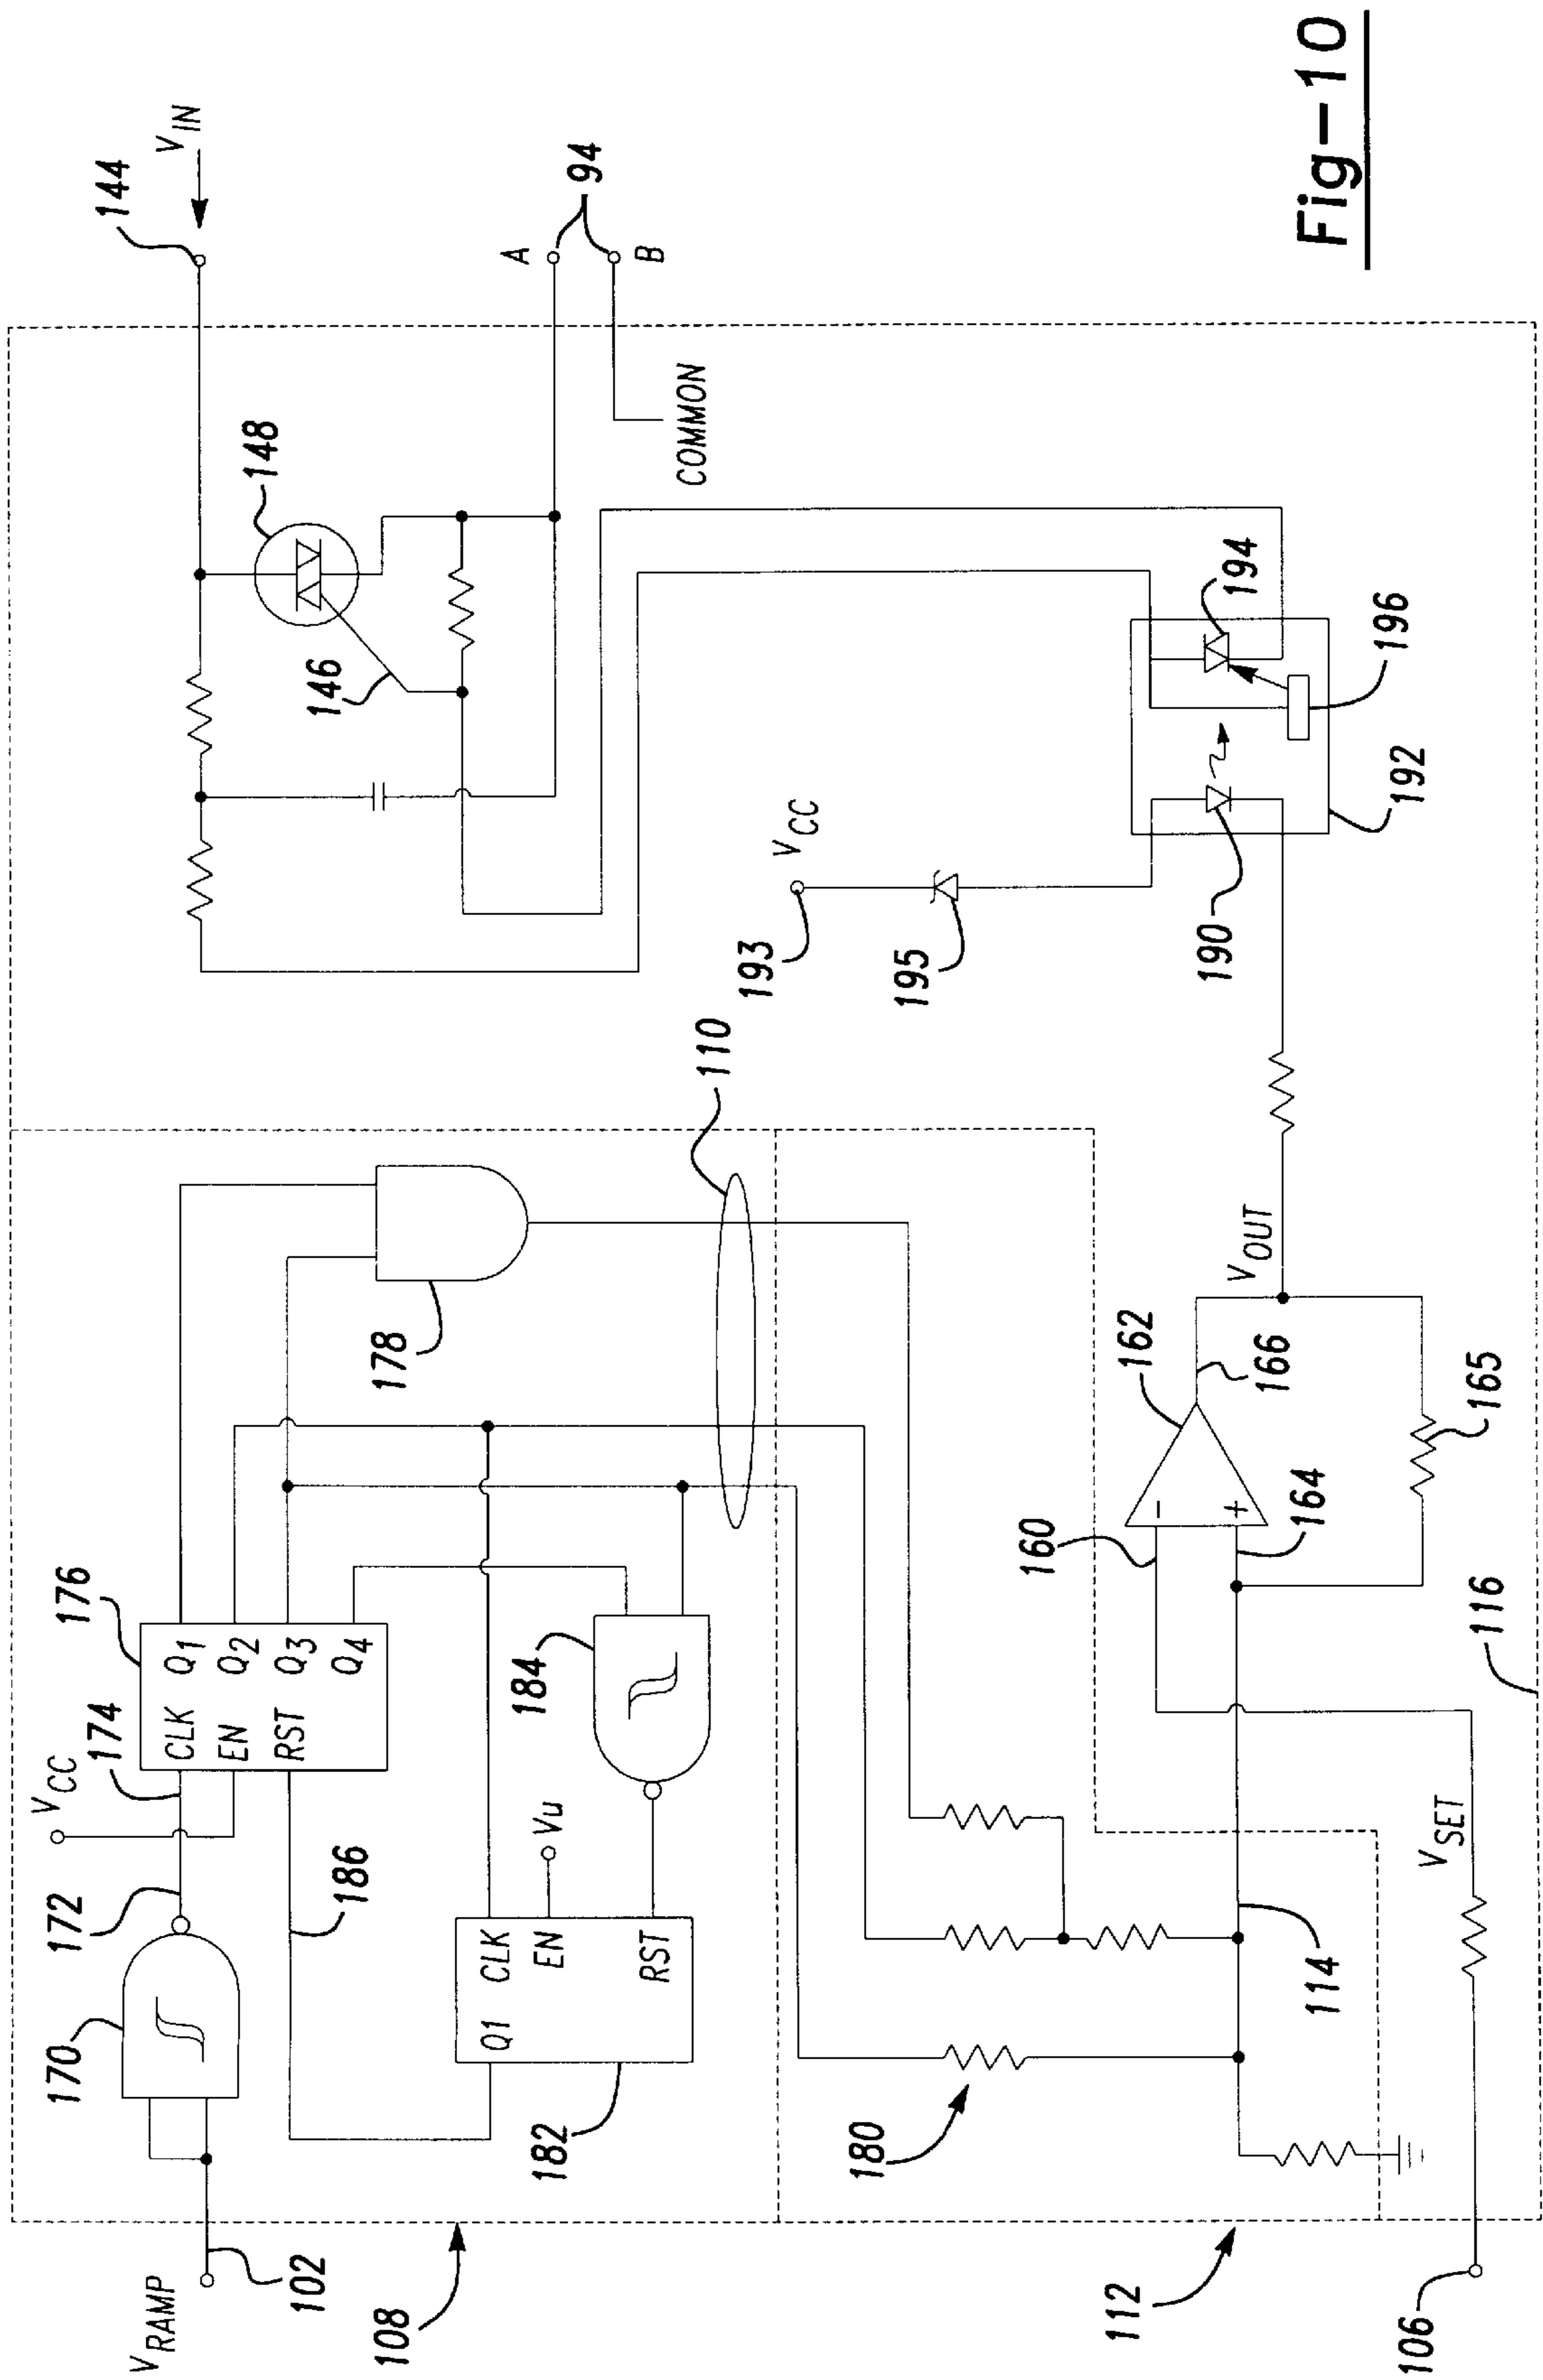 V_RAMP
102
170
172
174
V_CC
176
CLK
EN
RST
Q1
Q2
Q3
Q4
186
178
182
Q1
CLK
EN
RST
Vu
184
108
110
180
112
114
106
V_SET
160
162
164
165
166
V_OUT
116
144
V_IN
148
146
A
B
94
COMMON
193
V_CC
195
190
192
194
196
Fig-10